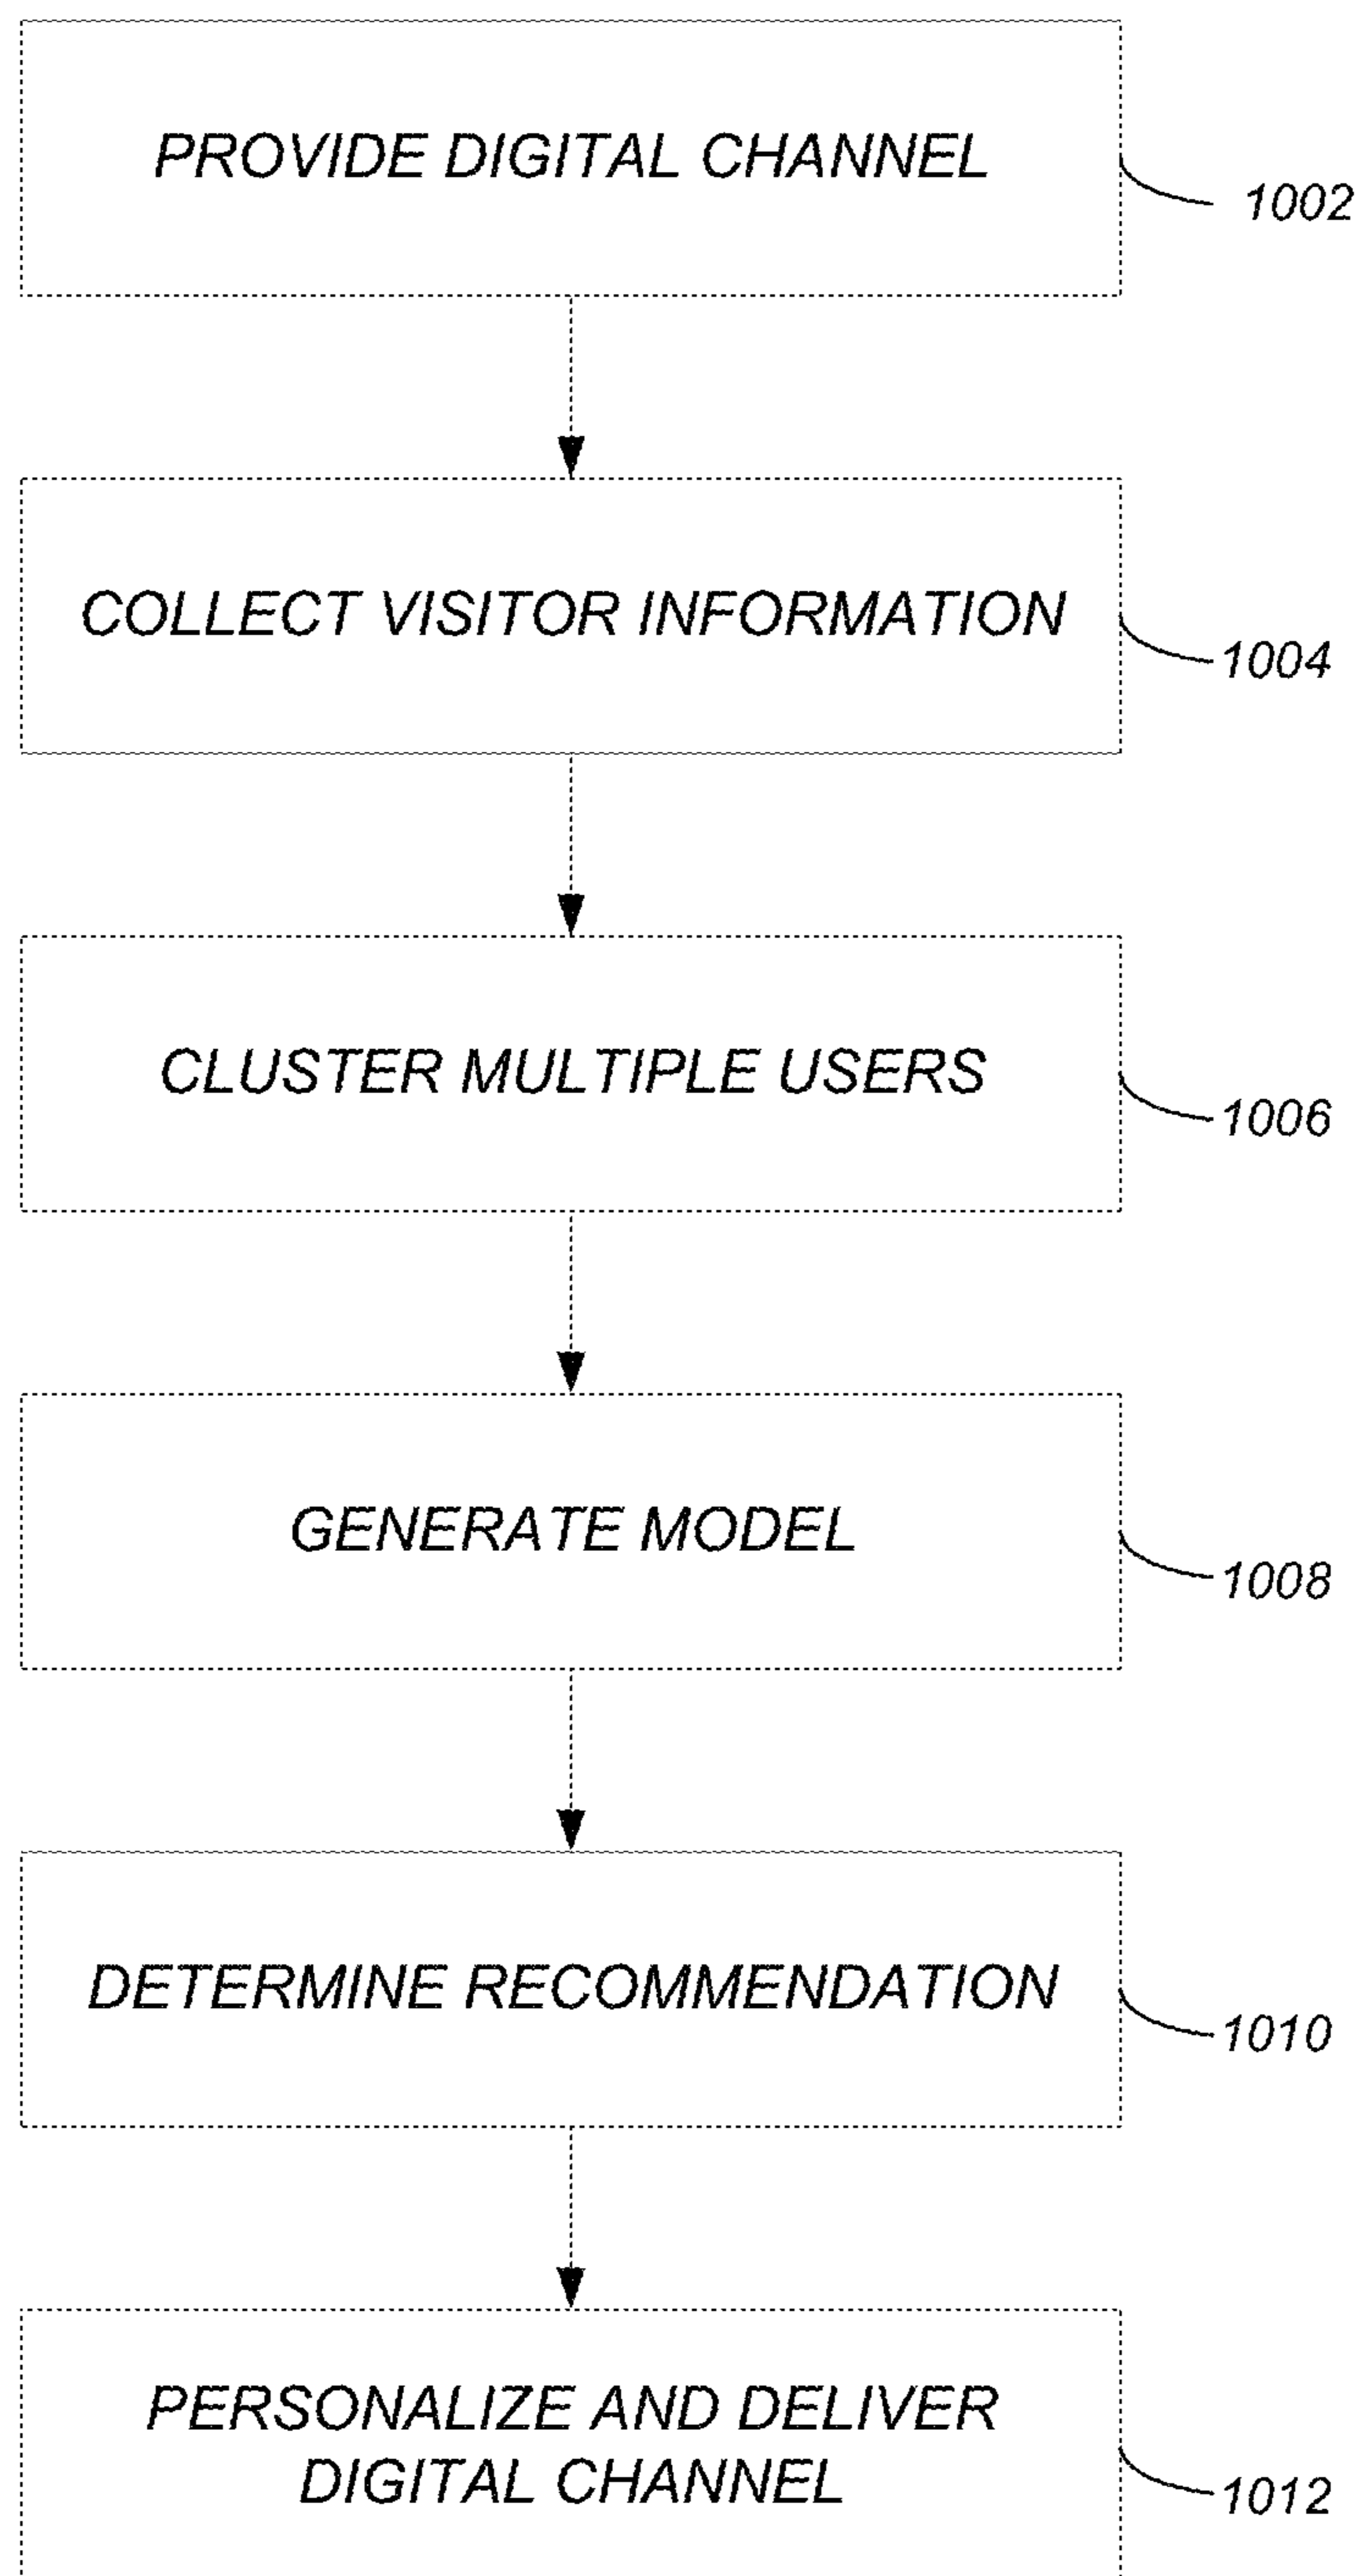 PROVIDE DIGITAL CHANNEL
1002
COLLECT VISITOR INFORMATION
1004
CLUSTER MULTIPLE USERS
1006
GENERATE MODEL
1008
DETERMINE RECOMMENDATION
1010
PERSONALIZE AND DELIVER
DIGITAL CHANNEL
1012